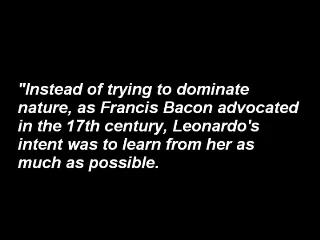 "Instead of trying to dominate
nature, as Francis Bacon advocated
in the 17th century, Leonardo's
intent was to learn from her as
much as possible.